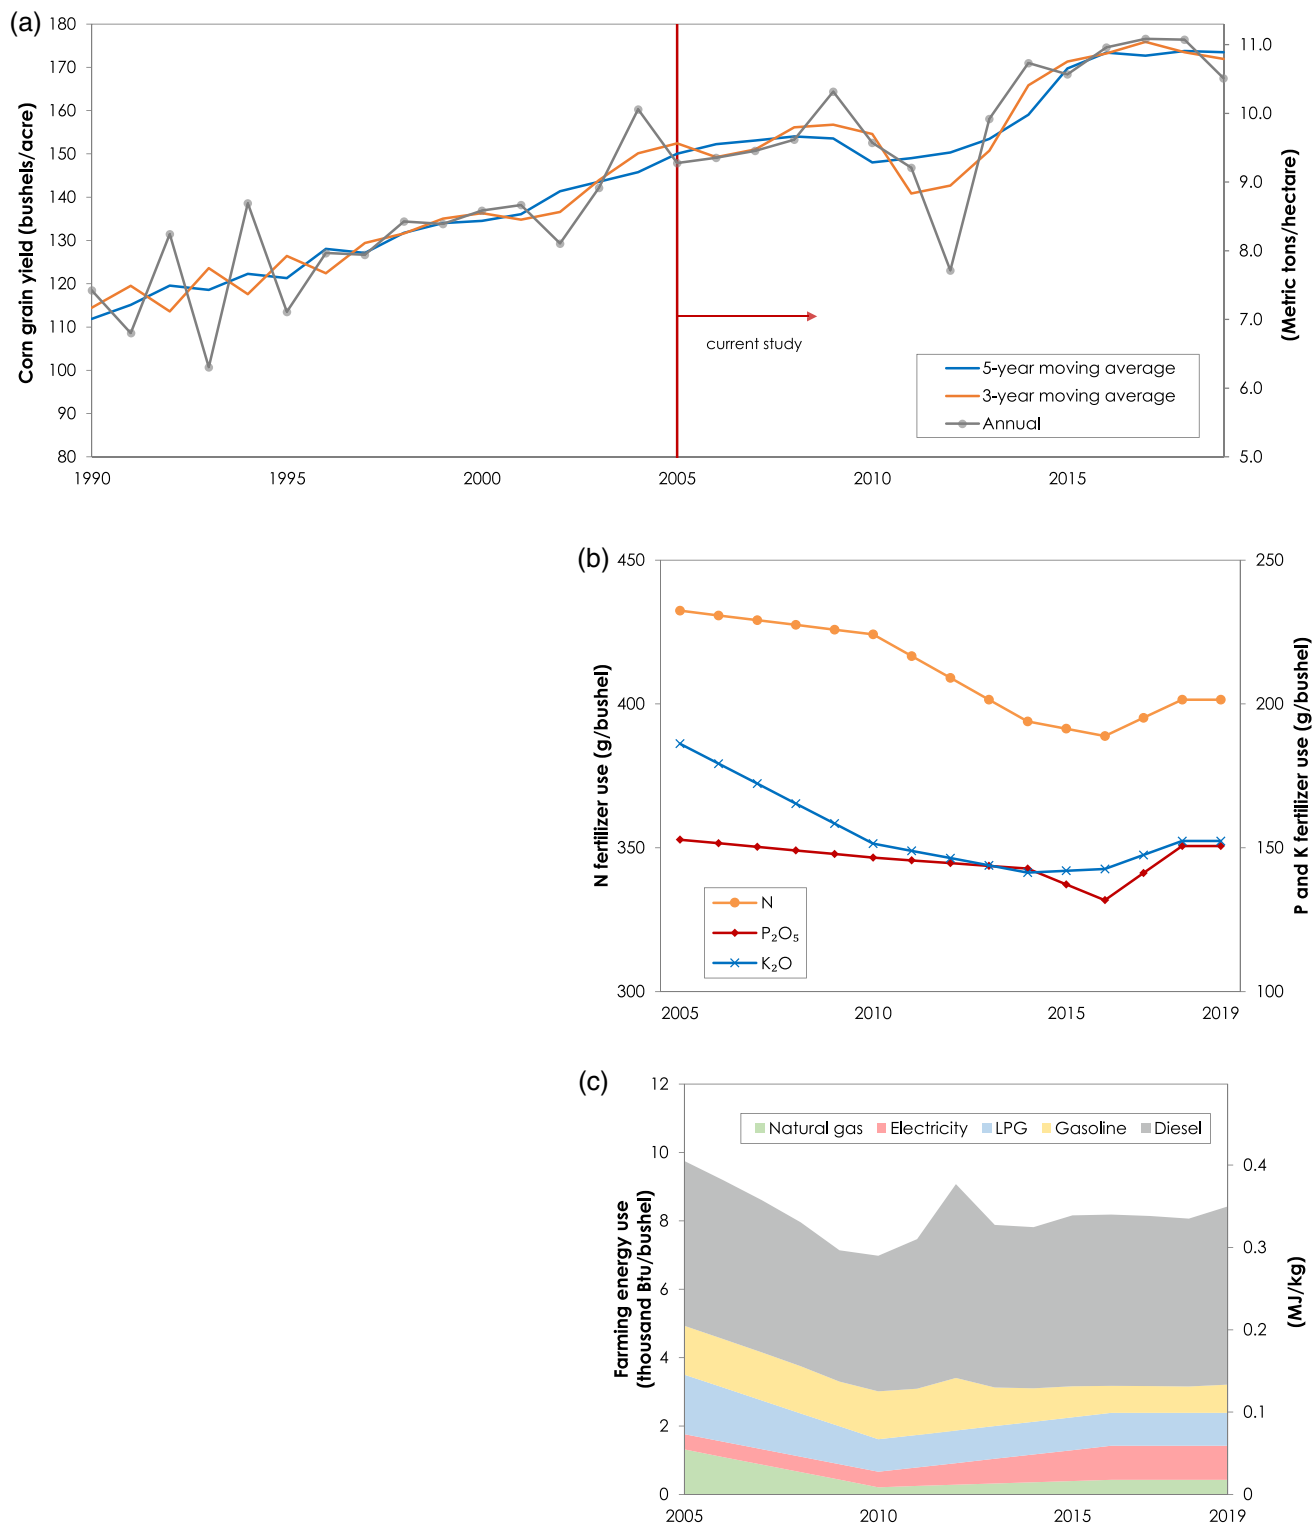 (a)
Corn grain yield (bushels/acre)
180
170
160
150
140
130
120
110
100
90
80
1990
1995
2000
2005
2010
2015
11.0
10.0
9.0
8.0
7.0
6.0
5.0
(Metric tons/hectare)
current study
5-year moving average
3-year moving average
Annual
(b)
N fertilizer use (g/bushel)
450
400
350
300
2005
2010
2015
2019
250
200
150
100
P and K fertilizer use (g/bushel)
N
P₂O₅
K₂O
(c)
Farming energy use
(thousand Btu/bushel)
12
10
8
6
4
2
0
2005
2010
2015
2019
0.4
0.3
0.2
0.1
0
(MJ/kg)
Natural gas Electricity LPG Gasoline Diesel